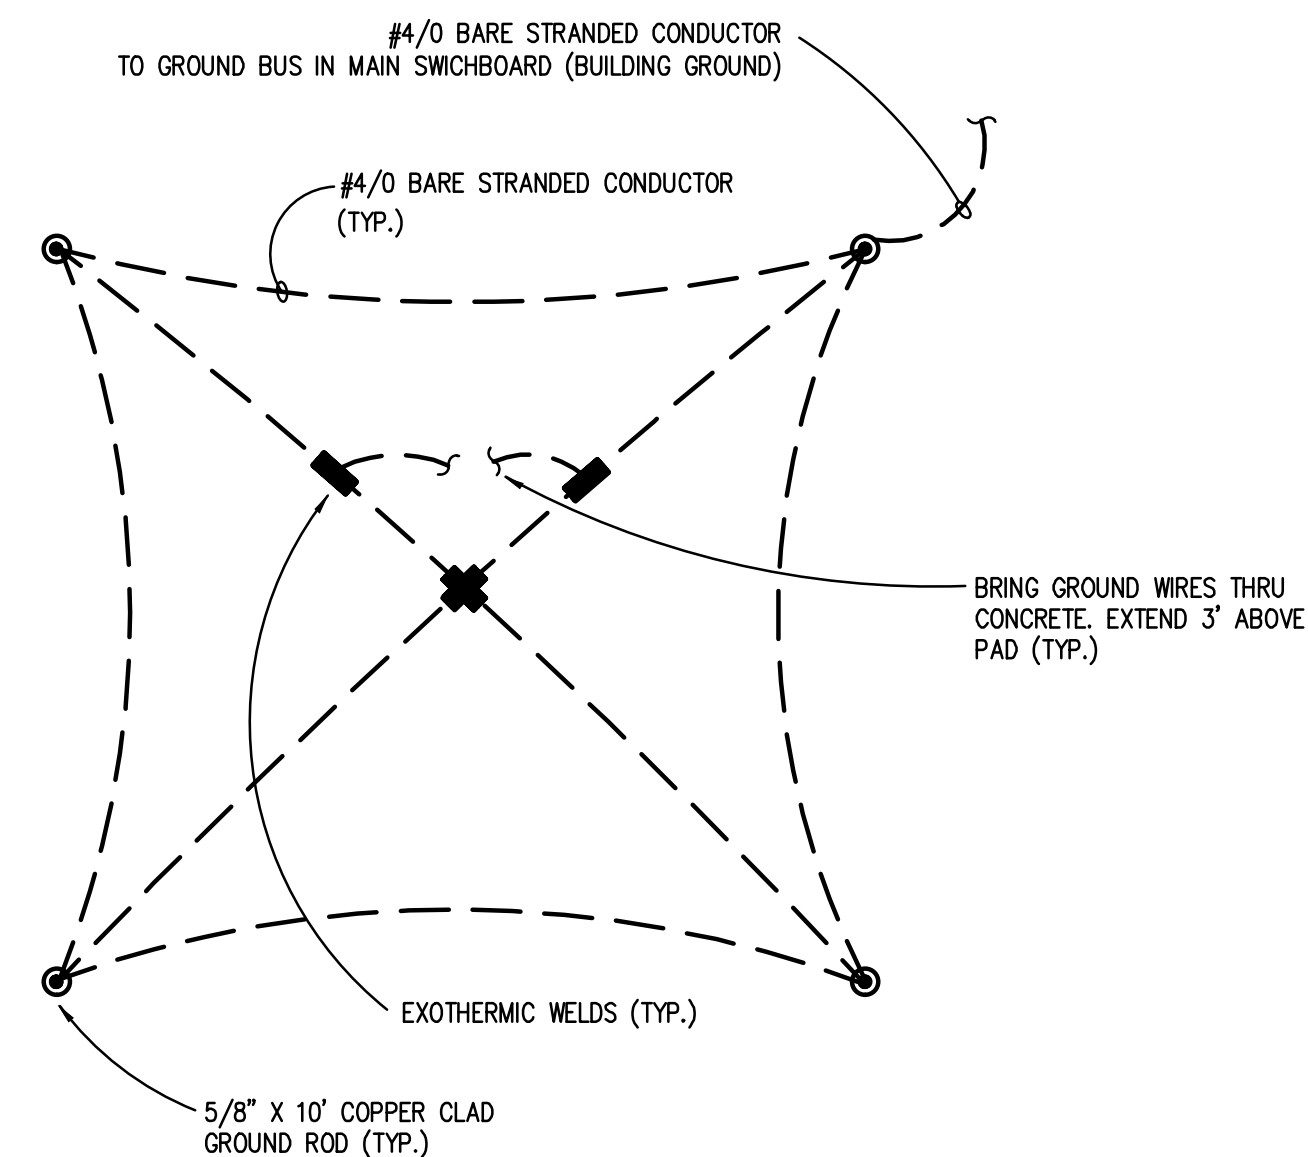 #4/0 BARE STRANDED CONDUCTOR
TO GROUND BUS IN MAIN SWICHBOARD (BUILDING GROUND)
#4/0 BARE STRANDED CONDUCTOR
(TYP.)
BRING GROUND WIRES THRU
CONCRETE. EXTEND 3' ABOVE
PAD (TYP.)
EXOTHERMIC WELDS (TYP.)
5/8" X 10' COPPER CLAD
GROUND ROD (TYP.)